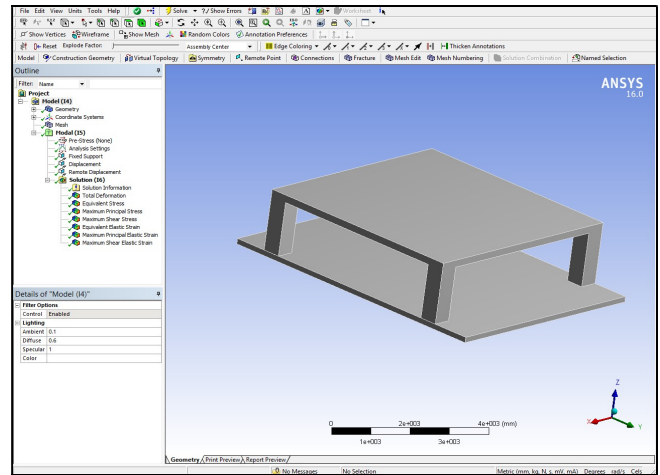 File Edit View Units Tools Help Solve ?/ Show Errors Worksheet
Show Vertices Wireframe Show Mesh Random Colors Annotation Preferences
Reset Explode Factor: Assembly Center Edge Coloring Thicken Annotations
Model Construction Geometry Virtual Topology Symmetry Remote Point Connections Fracture Mesh Edit Mesh Numbering Solution Combination Named Selection
Outline
Filter: Name
Project
Model (I4)
Geometry
Coordinate Systems
Mesh
Modal (I5)
Pre-Stress (None)
Analysis Settings
Fixed Support
Displacement
Remote Displacement
Solution (I6)
Solution Information
Total Deformation
Equivalent Stress
Maximum Principal Stress
Maximum Shear Stress
Equivalent Elastic Strain
Maximum Principal Elastic Strain
Maximum Shear Elastic Strain
ANSYS
16.0
Details of "Model (I4)"
Filter Options
Control Enabled
Lighting
Ambient 0.1
Diffuse 0.6
Specular 1
Color
0 2e+003 4e+003 (mm)
1e+003 3e+003
Z
X Y
Geometry Print Preview Report Preview
No Messages No Selection Metric (mm, kg, N, s, mV, mA) Degrees rad/s Cels